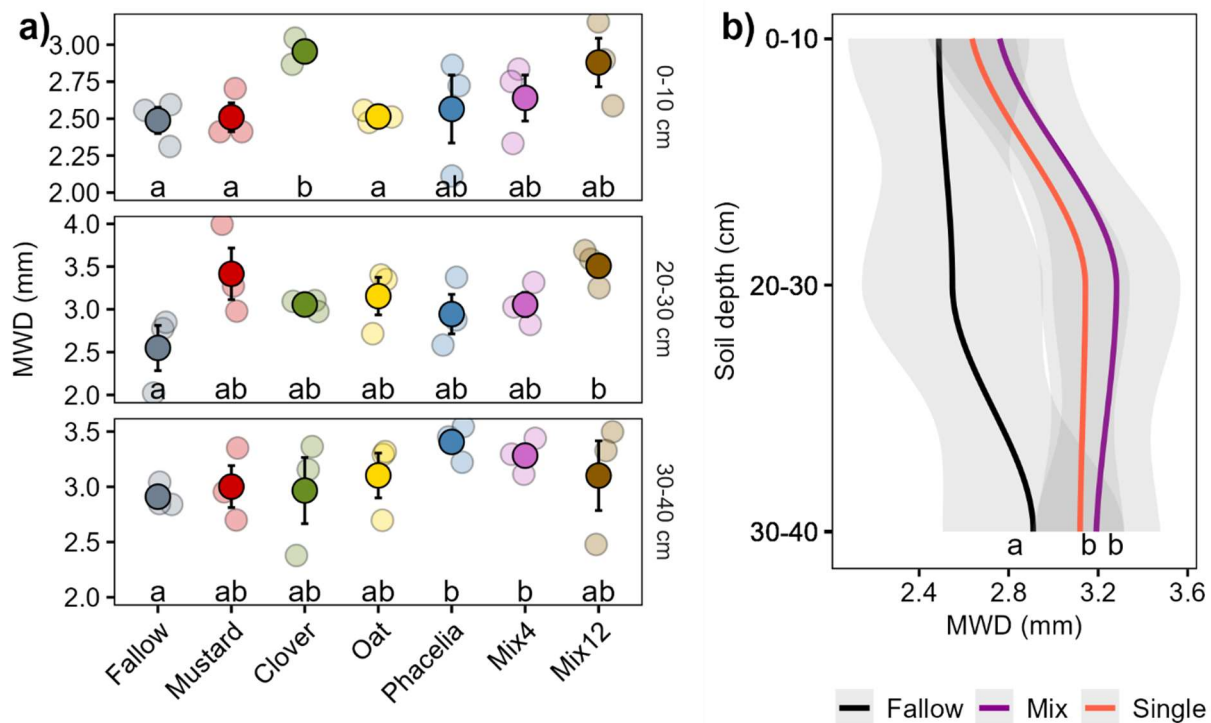 a)
MWD (mm)
3.00
2.75
2.50
2.25
2.00
a a b a ab ab ab
0-10 cm
4.0
3.5
3.0
2.5
2.0
a ab ab ab ab ab b
20-30 cm
3.5
3.0
2.5
2.0
a ab ab ab b b ab
30-40 cm
Fallow Mustard Clover Oat Phacelia Mix4 Mix12
b)
Soil depth (cm)
0-10
20-30
30-40
a b b
2.4 2.8 3.2 3.6
MWD (mm)
Fallow Mix Single